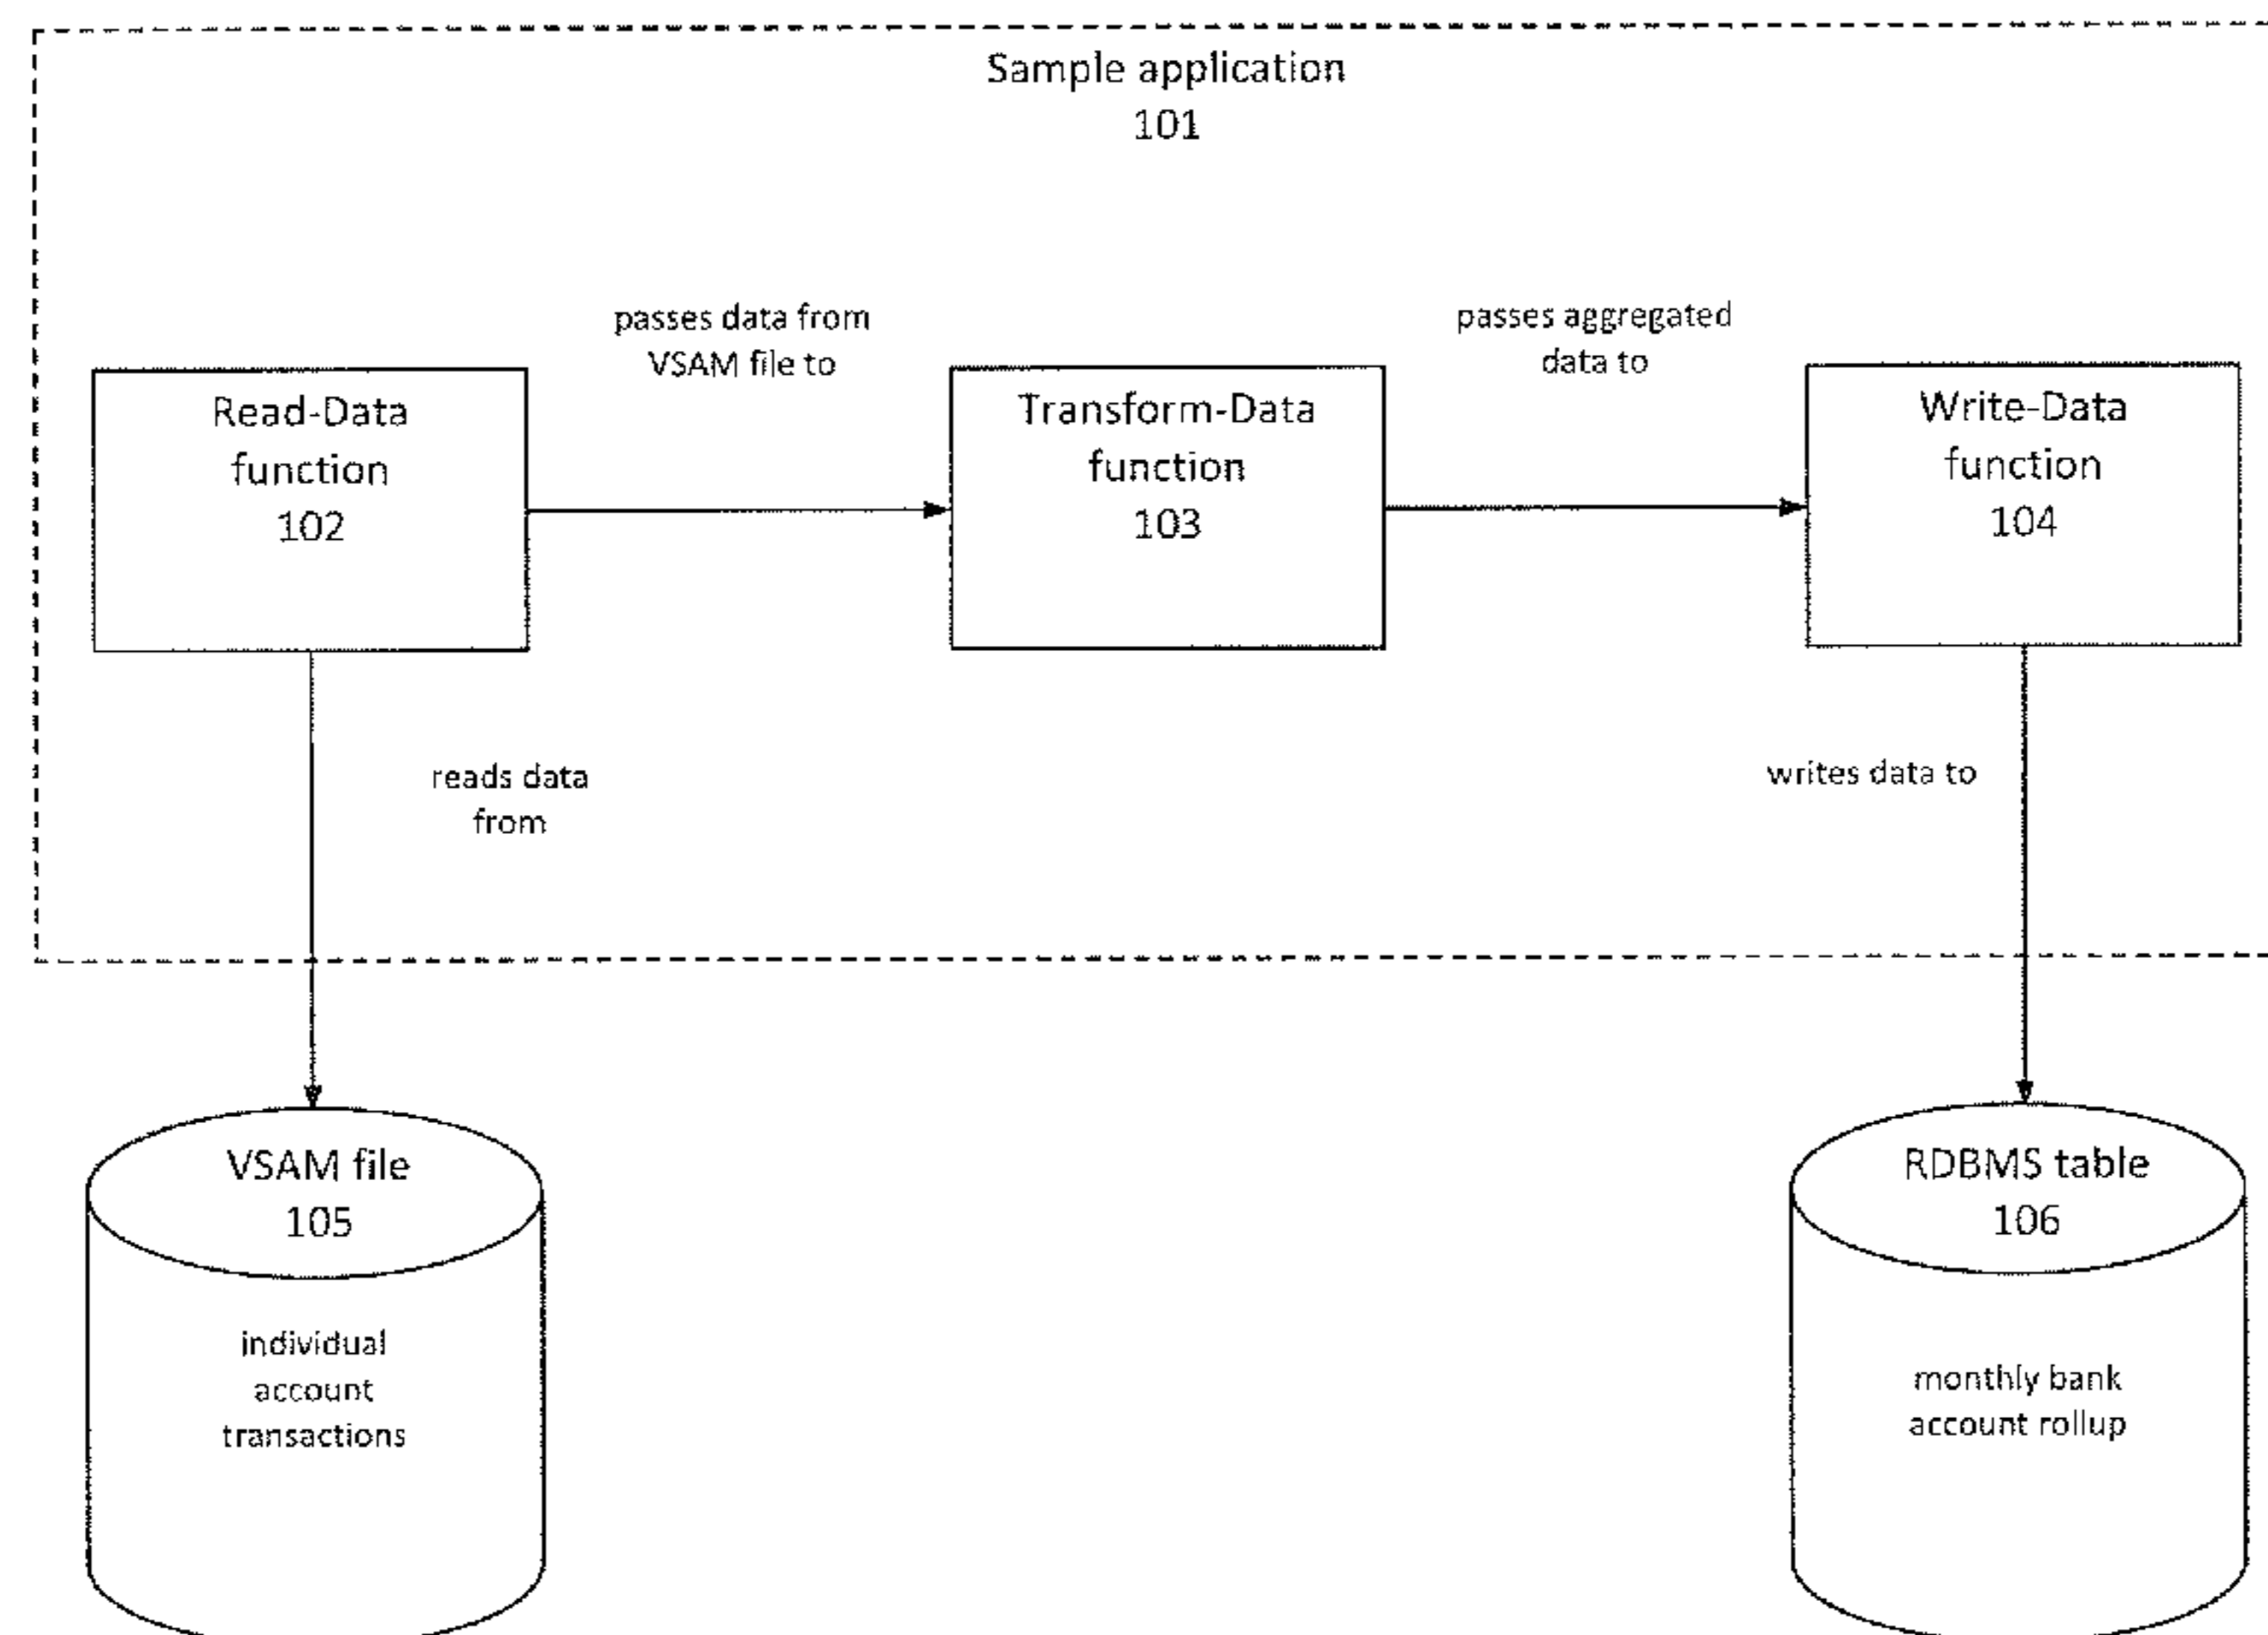 Sample application
101
passes data from
VSAM file to
passes aggregated
data to
Read-Data
function
102
Transform-Data
function
103
Write-Data
function
104
reads data
from
writes data to
VSAM file
105
individual
account
transactions
RDBMS table
106
monthly bank
account rollup